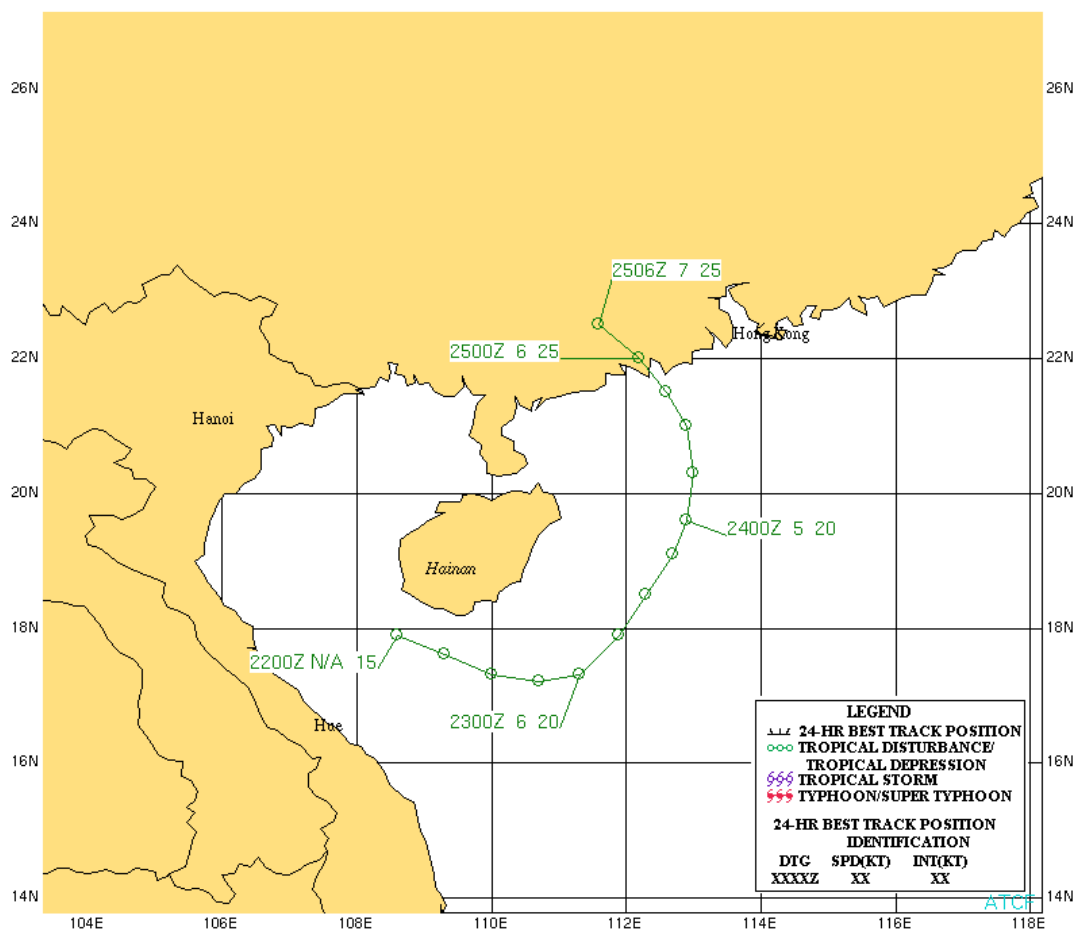 26N
26N
24N
24N
2506Z 7 25
Hong Kong
2500Z 6 25
22N
22N
Hanoi
20N
20N
2400Z 5 20
Hainan
18N
18N
2200Z N/A 15
2300Z 6 20
Hue
16N
16N
LEGEND
24-HR BEST TRACK POSITION
TROPICAL DISTURBANCE/
TROPICAL DEPRESSION
TROPICAL STORM
TYPHOON/SUPER TYPHOON
24-HR BEST TRACK POSITION
IDENTIFICATION
DTG SPD(KT) INT(KT)
XXXXZ XX XX
14N
14N
ATCF
104E 106E 108E 110E 112E 114E 116E 118E